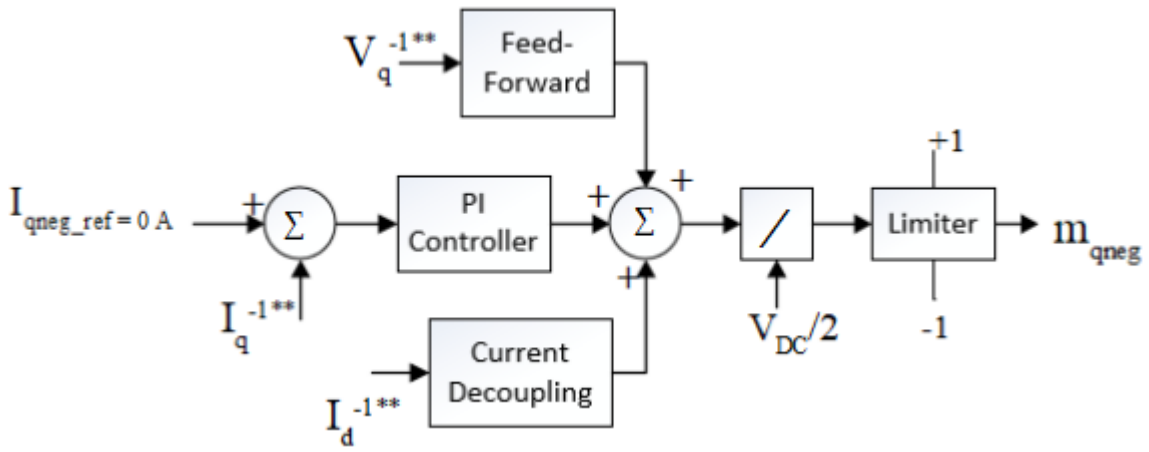 V_q^-1** Feed-
Forward
+1
I_qneg_ref = 0 A + Σ PI
Controller + + Σ / Limiter m_qneg
+
I_q^-1** V_DC/2 -1
Current
Decoupling
I_d^-1**